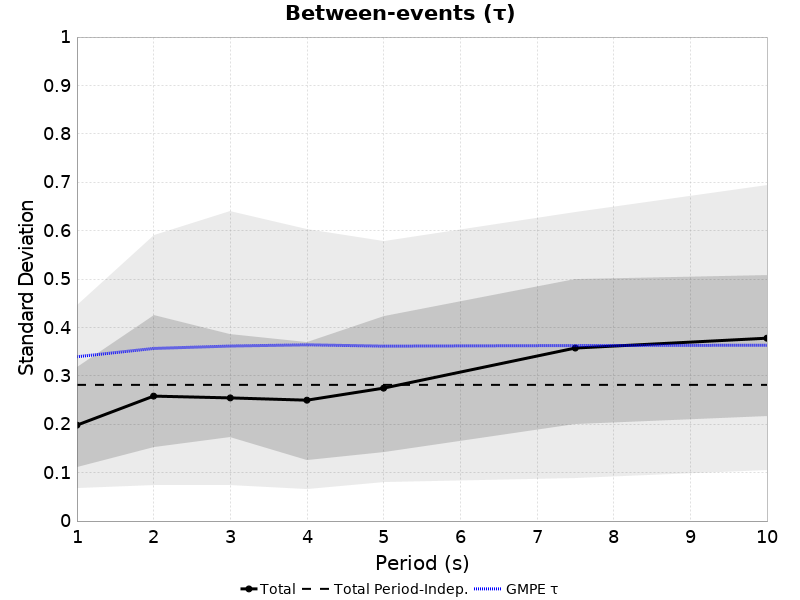 Between-events (τ)
Standard Deviation
1
0.9
0.8
0.7
0.6
0.5
0.4
0.3
0.2
0.1
0
1 2 3 4 5 6 7 8 9 10
Period (s)
Total Total Period-Indep. GMPE τ